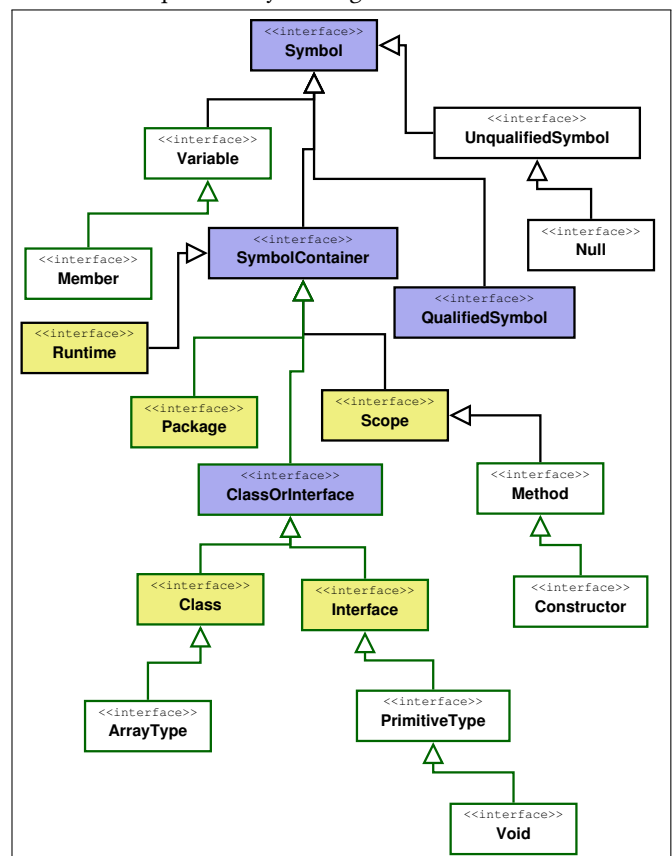 <<interface>>
Symbol
<<interface>>
UnqualifiedSymbol
<<interface>>
Variable
<<interface>>
Null
<<interface>>
SymbolContainer
<<interface>>
Member
<<interface>>
QualifiedSymbol
<<interface>>
Runtime
<<interface>>
Package
<<interface>>
Scope
<<interface>>
ClassOrInterface
<<interface>>
Method
<<interface>>
Class
<<interface>>
Interface
<<interface>>
Constructor
<<interface>>
ArrayType
<<interface>>
PrimitiveType
<<interface>>
Void